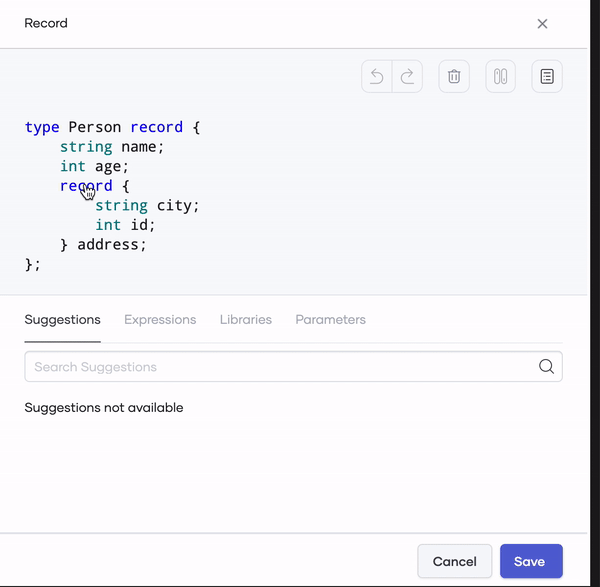 Record
type Person record {
    string name;
    int age;
    record {
        string city;
        int id;
    } address;
};
Suggestions Expressions Libraries Parameters
Search Suggestions
Suggestions not available
Cancel Save